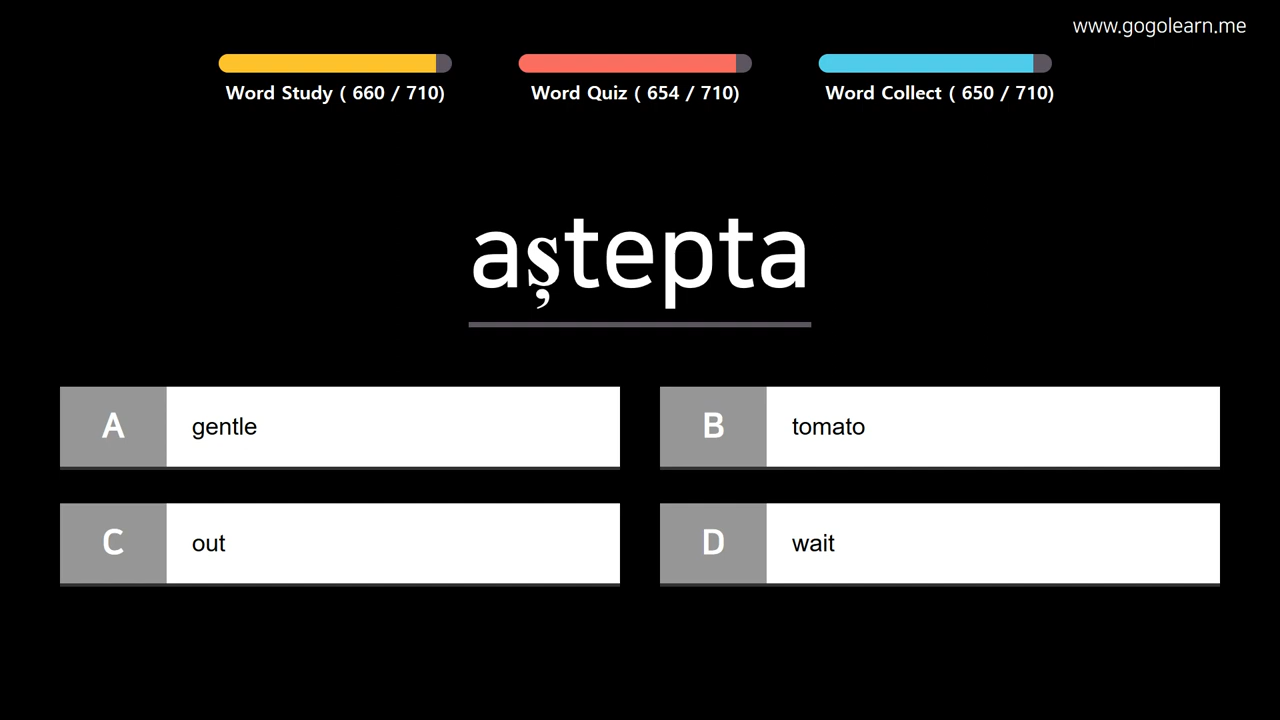 www.gogolearn.me
Word Study ( 660 / 710)
Word Quiz ( 654 / 710)
Word Collect ( 650 / 710)
aștepta
A gentle
B tomato
C out
D wait